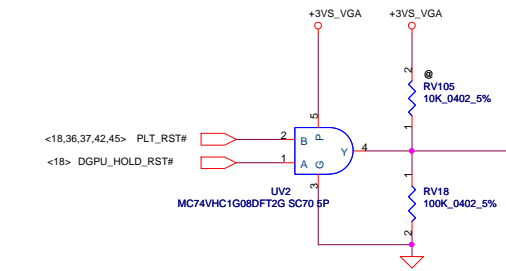 +3VS_VGA
+3VS_VGA
2
@
RV105
10K_0402_5%
1
5
P
<18,36,37,42,45> PLT_RST#
2
B
Y
4
<18> DGPU_HOLD_RST#
1
A
G
3
UV2
MC74VHC1G08DFT2G SC70 5P
1
RV18
100K_0402_5%
2